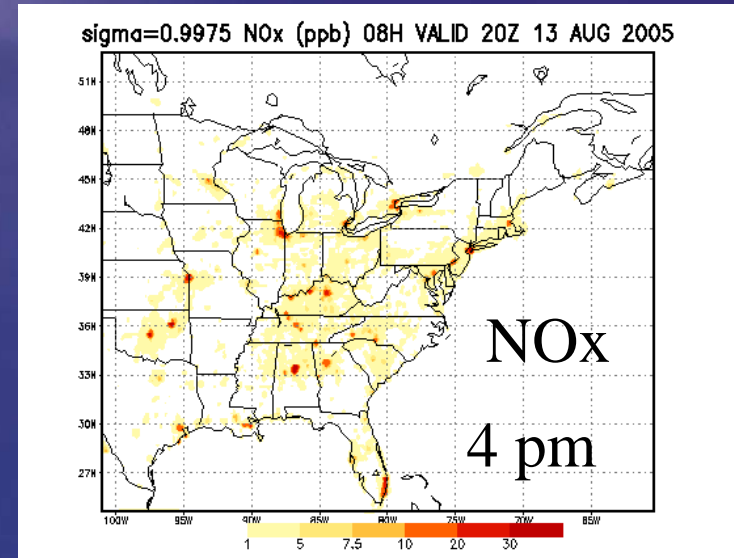 sigma=0.9975 NOx (ppb) 08H VALID 20Z 13 AUG 2005
51N
48N
45N
42N
39N
36N
33N
30N
27N
NOx
4 pm
100W 95W 90W 85W 80W 75W 70W 65W
1 5 7.5 10 20 30